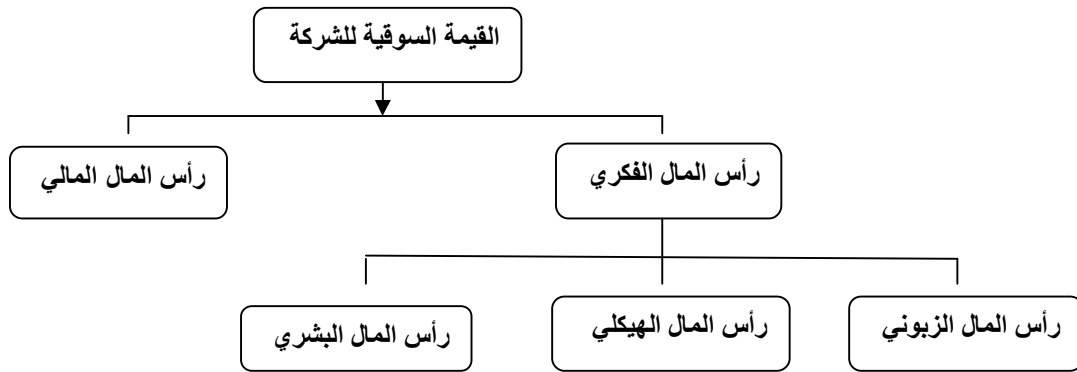 القيمة السوقية للشركة
رأس المال الفكري
رأس المال المالي
رأس المال الزبوني
رأس المال الهيكلي
رأس المال البشري